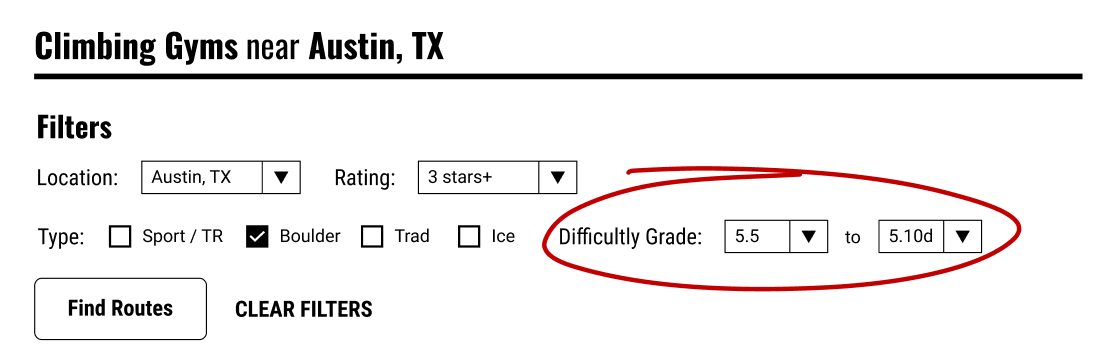 Climbing Gyms near Austin, TX
Filters
Location: Austin, TX Rating: 3 stars+
Type: Sport / TR Boulder Trad Ice Difficultly Grade: 5.5 to 5.10d
Find Routes CLEAR FILTERS